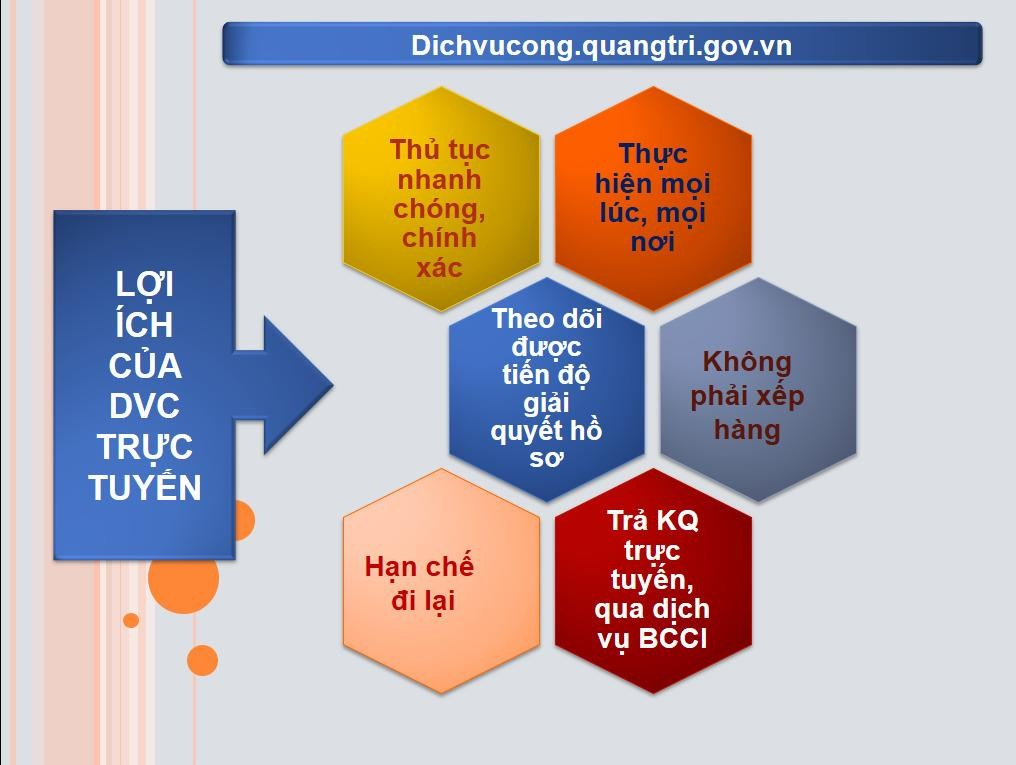 Dichvucong.quangtri.gov.vn
LỢI
ÍCH
CỦA
DVC
TRỰC
TUYẾN
Thủ tục
nhanh
chóng,
chính
xác
Thực
hiện mọi
lúc, mọi
nơi
Theo dõi
được
tiến độ
giải
quyết hồ
sơ
Không
phải xếp
hàng
Hạn chế
đi lại
Trả KQ
trực
tuyến,
qua dịch
vụ BCCI